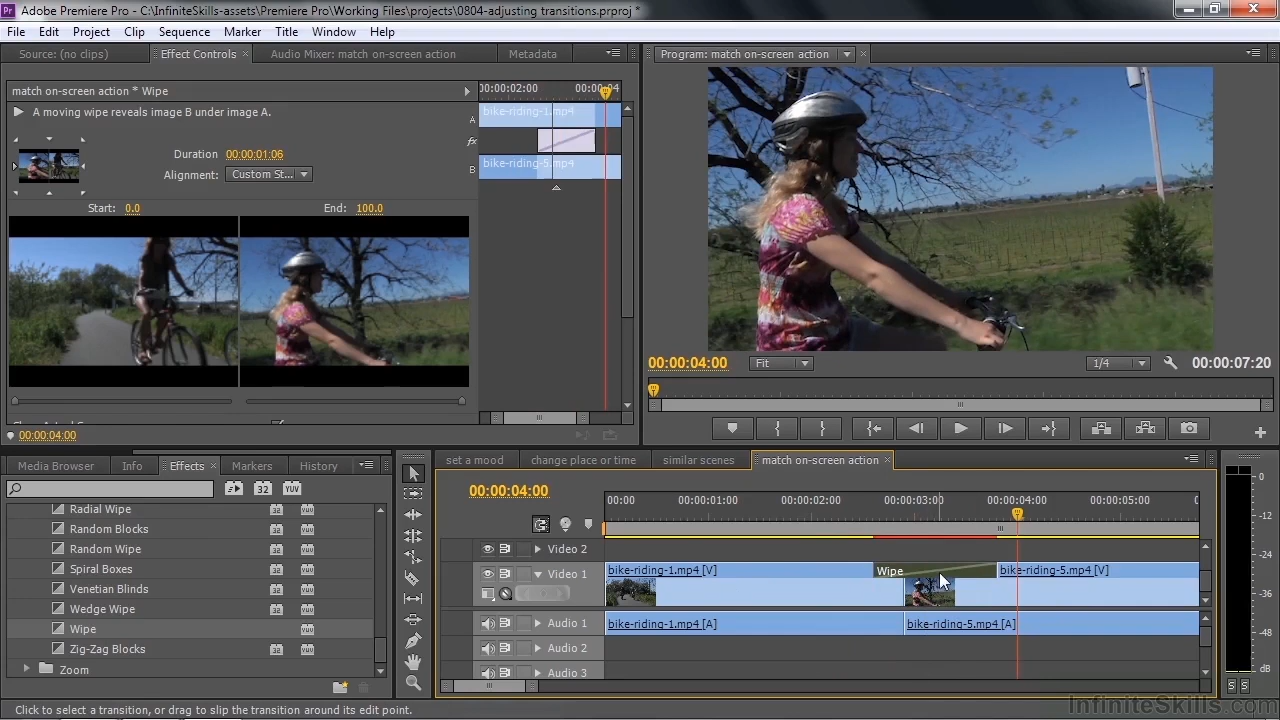 Adobe Premiere Pro - C:\InfiniteSkills-assets\Premiere Pro\Working Files\projects\0804-adjusting transitions.prproj *
File Edit Project Clip Sequence Marker Title Window Help
Source: (no clips) Effect Controls Audio Mixer: match on-screen action Metadata
Program: match on-screen action
match on-screen action * Wipe
A moving wipe reveals image B under image A.
Duration 00:00:01:06
Alignment: Custom St...
Start: 0.0 End: 100.0
00:00:02:00 00:00:04
A bike-riding-1.mp4
fx
B bike-riding-5.mp4
00:00:04:00
00:00:04:00 Fit 1/4 00:00:07:20
Media Browser Info Effects Markers History
Radial Wipe
Random Blocks
Random Wipe
Spiral Boxes
Venetian Blinds
Wedge Wipe
Wipe
Zig-Zag Blocks
Zoom
set a mood change place or time similar scenes match on-screen action
00:00:04:00
00:00 00:00:01:00 00:00:02:00 00:00:03:00 00:00:04:00 00:00:05:00
Video 2
Video 1 bike-riding-1.mp4 [V] Wipe bike-riding-5.mp4 [V]
Audio 1 bike-riding-1.mp4 [A] bike-riding-5.mp4 [A]
Audio 2
Audio 3
0
-12
-24
-36
-48
dB
S S
Click to select a transition, or drag to slip the transition around its edit point.
InfiniteSkills.com